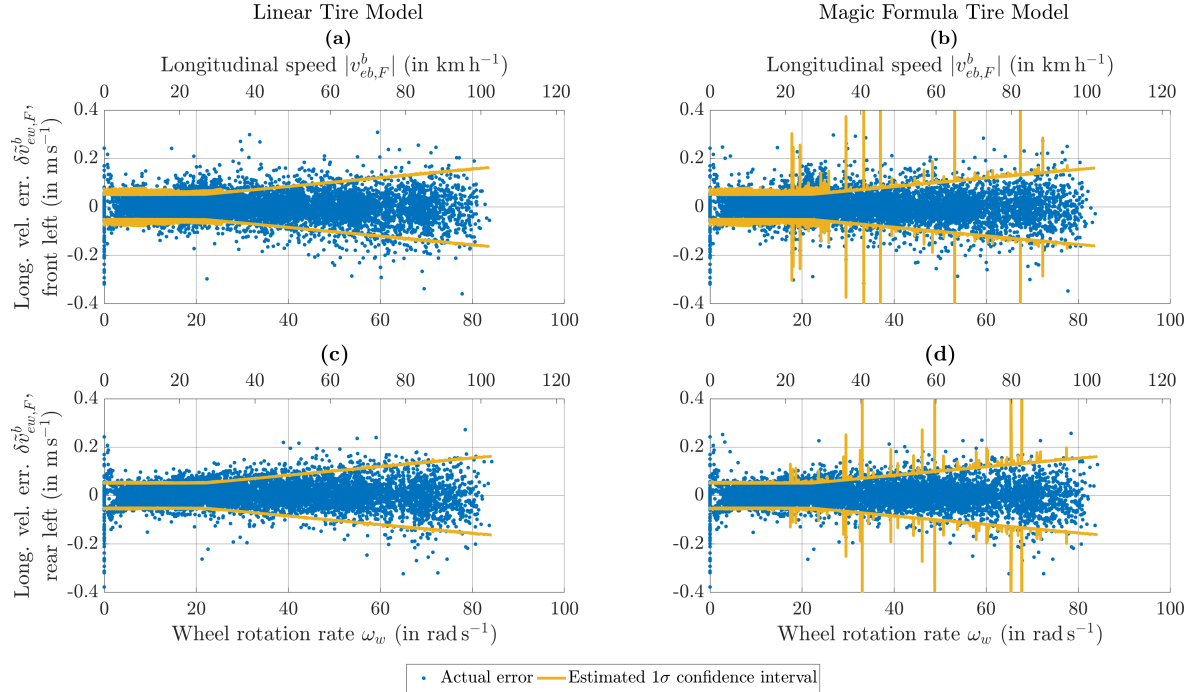 Linear Tire Model
Magic Formula Tire Model
(a)
(b)
Longitudinal speed |v^b_{eb,F}| (in km h⁻¹)
Longitudinal speed |v^b_{eb,F}| (in km h⁻¹)
0 20 40 60 80 100 120
0 20 40 60 80 100 120
Long. vel. err. δṽ^b_{ew,F},
front left (in m s⁻¹)
0.4
0.2
0
-0.2
-0.4
0.4
0.2
0
-0.2
-0.4
0 20 40 60 80 100
0 20 40 60 80 100
(c)
(d)
0 20 40 60 80 100 120
0 20 40 60 80 100 120
Long. vel. err. δṽ^b_{ew,F},
rear left (in m s⁻¹)
0.4
0.2
0
-0.2
-0.4
0.4
0.2
0
-0.2
-0.4
0 20 40 60 80 100
0 20 40 60 80 100
Wheel rotation rate ω_w (in rad s⁻¹)
Wheel rotation rate ω_w (in rad s⁻¹)
Actual error
Estimated 1σ confidence interval